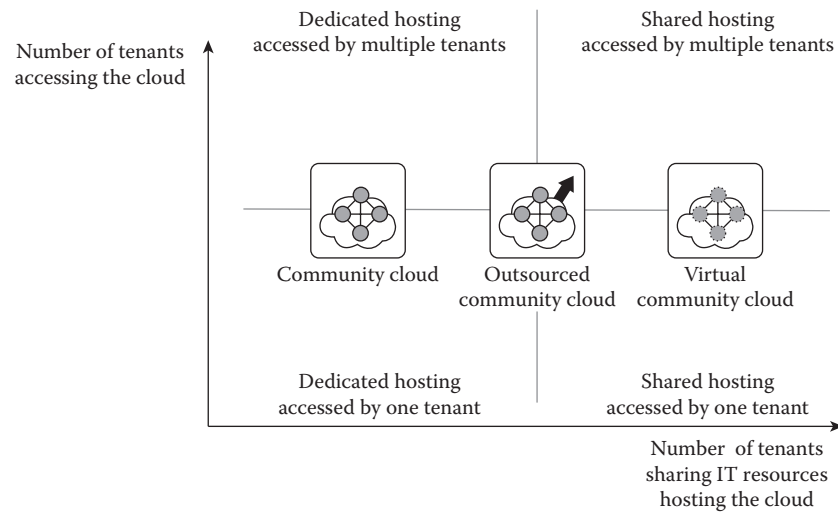 Number of tenants
accessing the cloud
Dedicated hosting
accessed by multiple tenants
Shared hosting
accessed by multiple tenants
Community cloud
Outsourced
community cloud
Virtual
community cloud
Dedicated hosting
accessed by one tenant
Shared hosting
accessed by one tenant
Number of tenants
sharing IT resources
hosting the cloud